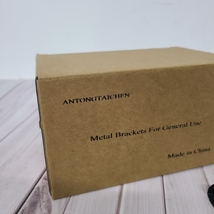 ANTONGTAICHEN
Metal Brackets For General Use
Made in China